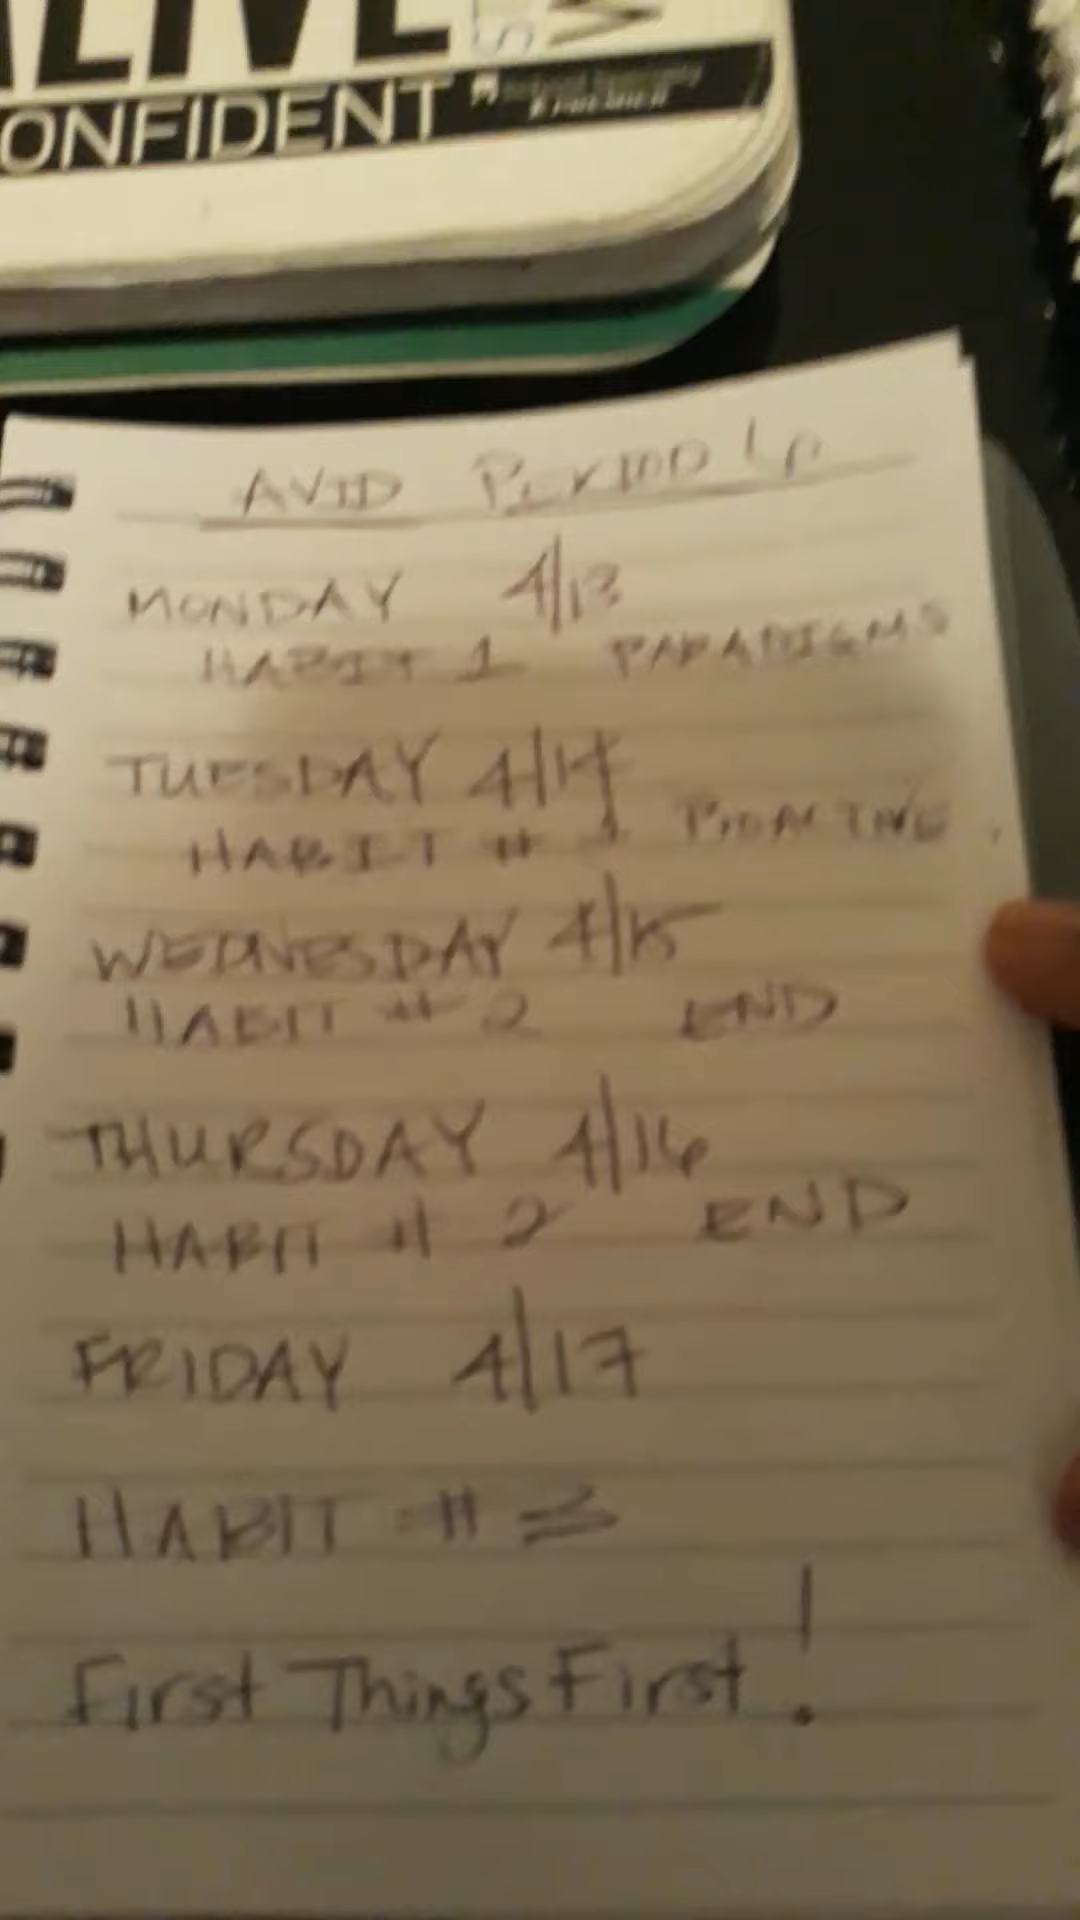 ALIVE
CONFIDENT
PREMIER
AVID PERIOD 6
MONDAY 4/13
HABIT 1 PARADIGMS
TUESDAY 4/14
HABIT # 1 PROACTIVE
WEDNESDAY 4/15
HABIT # 2 END
THURSDAY 4/16
HABIT # 2 END
FRIDAY 4/17
HABIT # 3
First Things First!